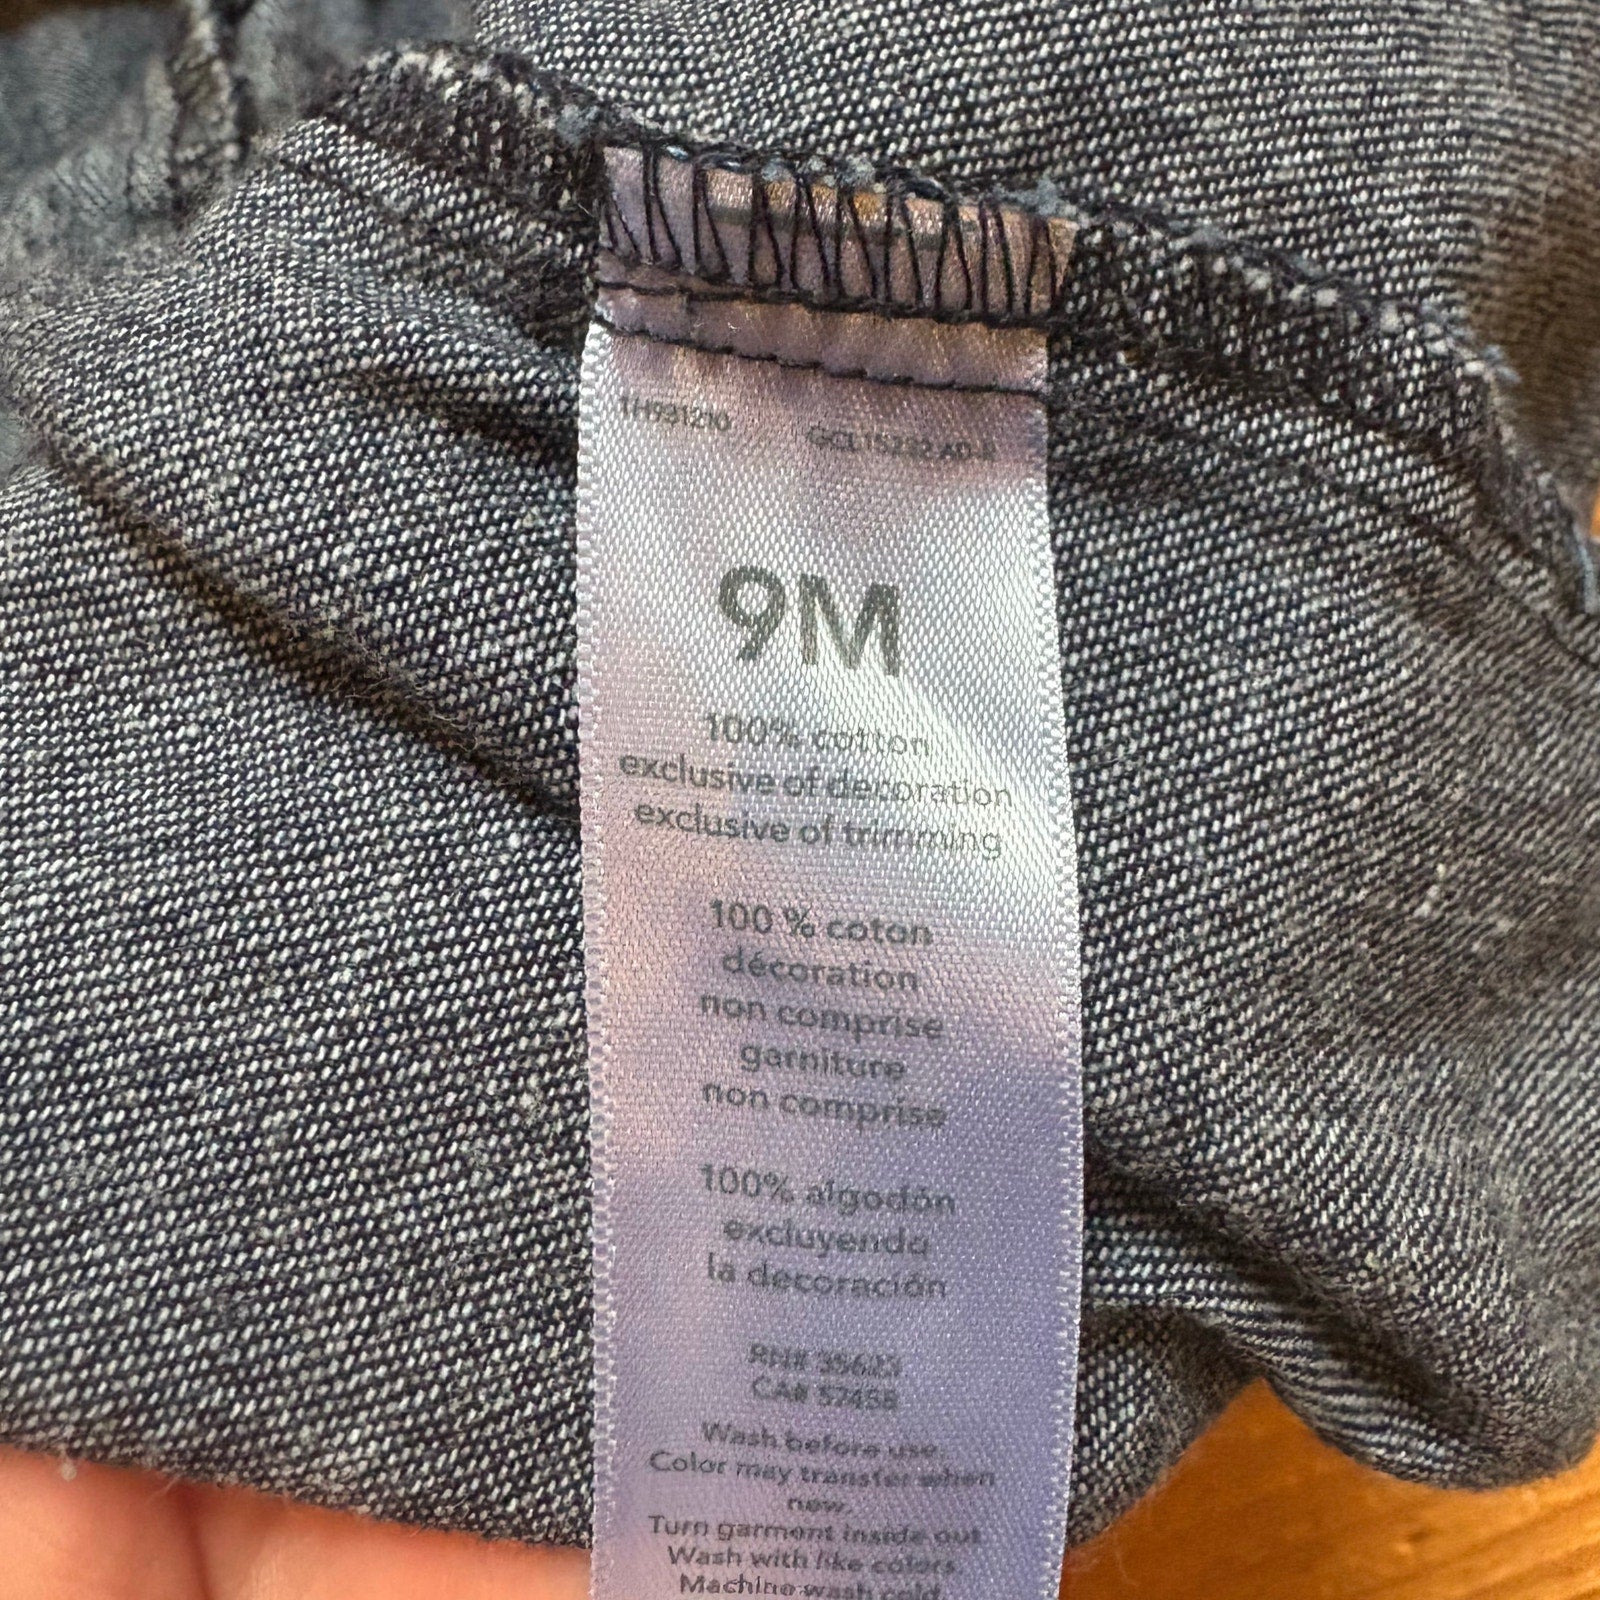 1H931210
9M
100% cotton
exclusive of decoration
exclusive of trimming
100 % coton
décoration
non comprise
garniture
non comprise
100% algodón
excluyendo
la decoración
RN# 35623
CA# 57458
Wash before use.
Color may transfer when
new.
Turn garment inside out
Wash with like colors.
Machine wash cold,